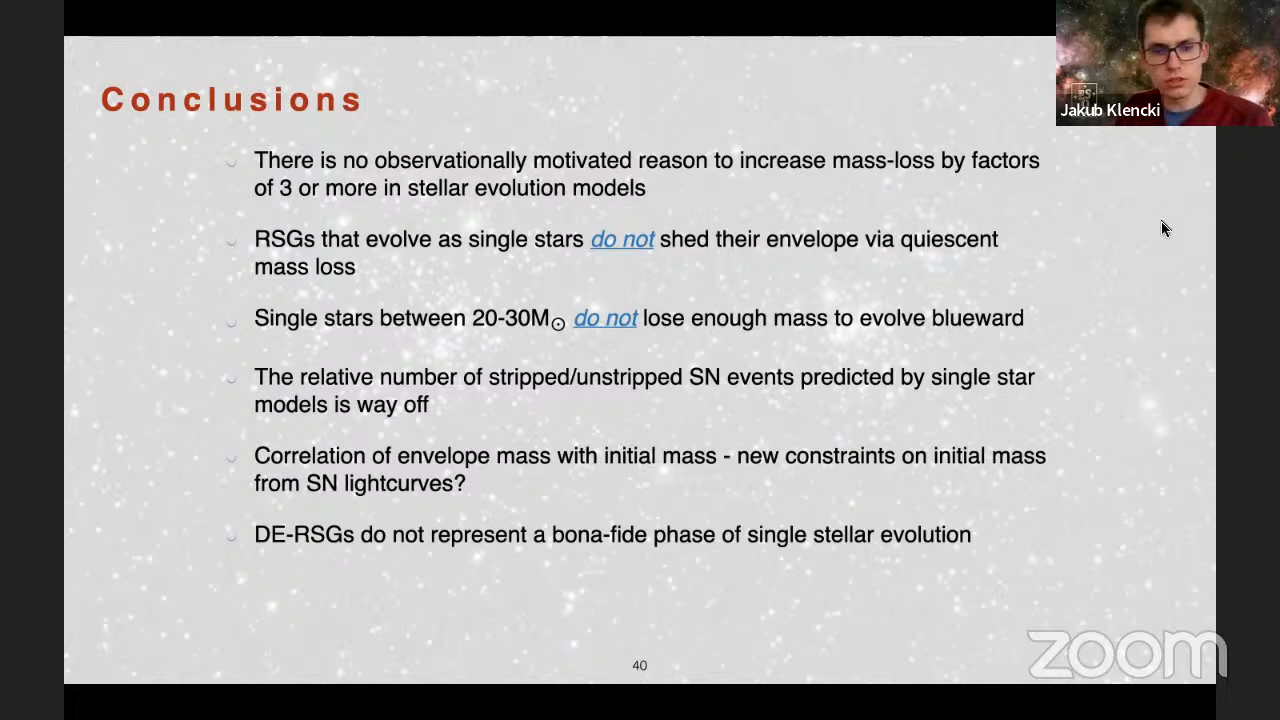 Conclusions
Jakub Klencki
There is no observationally motivated reason to increase mass-loss by factors
of 3 or more in stellar evolution models
RSGs that evolve as single stars do not shed their envelope via quiescent
mass loss
Single stars between 20-30M☉ do not lose enough mass to evolve blueward
The relative number of stripped/unstripped SN events predicted by single star
models is way off
Correlation of envelope mass with initial mass - new constraints on initial mass
from SN lightcurves?
DE-RSGs do not represent a bona-fide phase of single stellar evolution
40
zoom